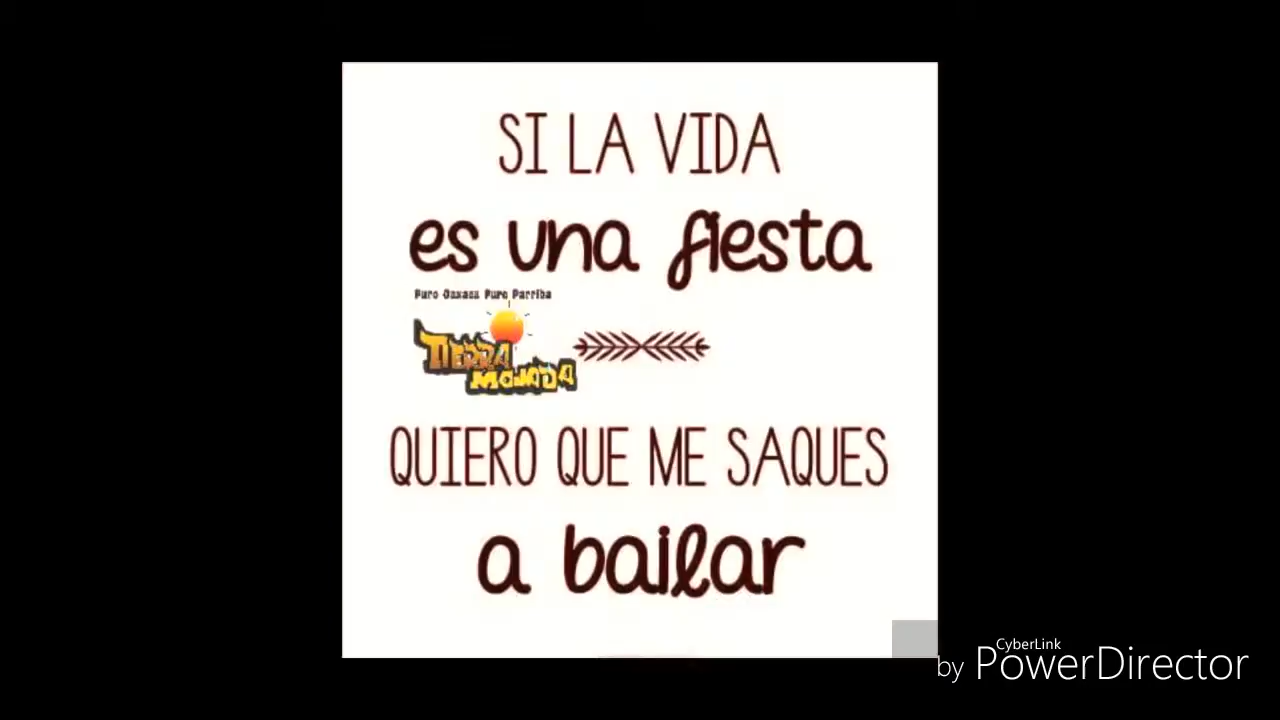 SI LA VIDA
es una fiesta
Puro Oaxaca Puro Parriba
TIERRA
MOJADA
QUIERO QUE ME SAQUES
a bailar
CyberLink
by PowerDirector